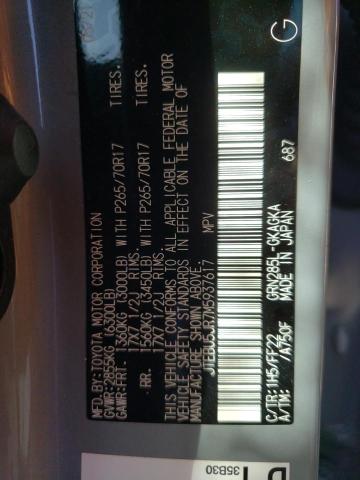 MFD.BY:TOYOTA MOTOR CORPORATION
GVWR:2855KG (6300LB)
GAWR:FRT. 1360KG (3000LB) WITH P265/70R17 TIRES.
17X7 1/2J RIMS.
RR. 1560KG (3450LB) WITH P265/70R17 TIRES.
17X7 1/2J RIMS.
THIS VEHICLE CONFORMS TO ALL APPLICABLE FEDERAL MOTOR
VEHICLE SAFETY STANDARDS IN EFFECT ON THE DATE OF
MANUFACTURE SHOWN ABOVE.
MPV
C/TR:1H5/FF22 GRN285L-GKAGKA
A/TM: /A750F MADE IN JAPAN
687
G
35B30